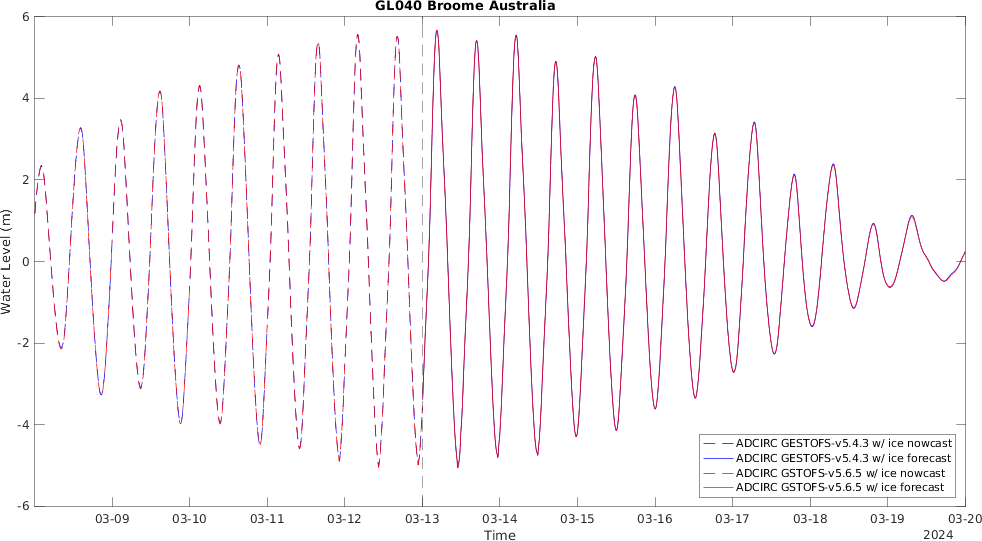 GL040 Broome Australia
6
4
2
0
-2
-4
-6
Water Level (m)
03-09 03-10 03-11 03-12 03-13 03-14 03-15 03-16 03-17 03-18 03-19 03-20
Time
2024
ADCIRC GESTOFS-v5.4.3 w/ ice nowcast
ADCIRC GESTOFS-v5.4.3 w/ ice forecast
ADCIRC GSTOFS-v5.6.5 w/ ice nowcast
ADCIRC GSTOFS-v5.6.5 w/ ice forecast